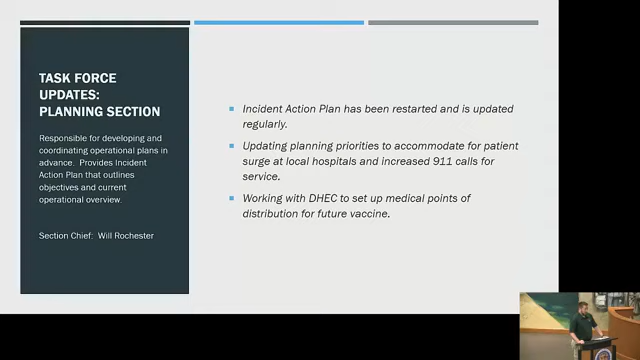 TASK FORCE
UPDATES:
PLANNING SECTION
Responsible for developing and
coordinating operational plans in
advance. Provides Incident
Action Plan that outlines
objectives and current
operational overview.
Section Chief: Will Rochester
Incident Action Plan has been restarted and is updated
regularly.
Updating planning priorities to accommodate for patient
surge at local hospitals and increased 911 calls for
service.
Working with DHEC to set up medical points of
distribution for future vaccine.